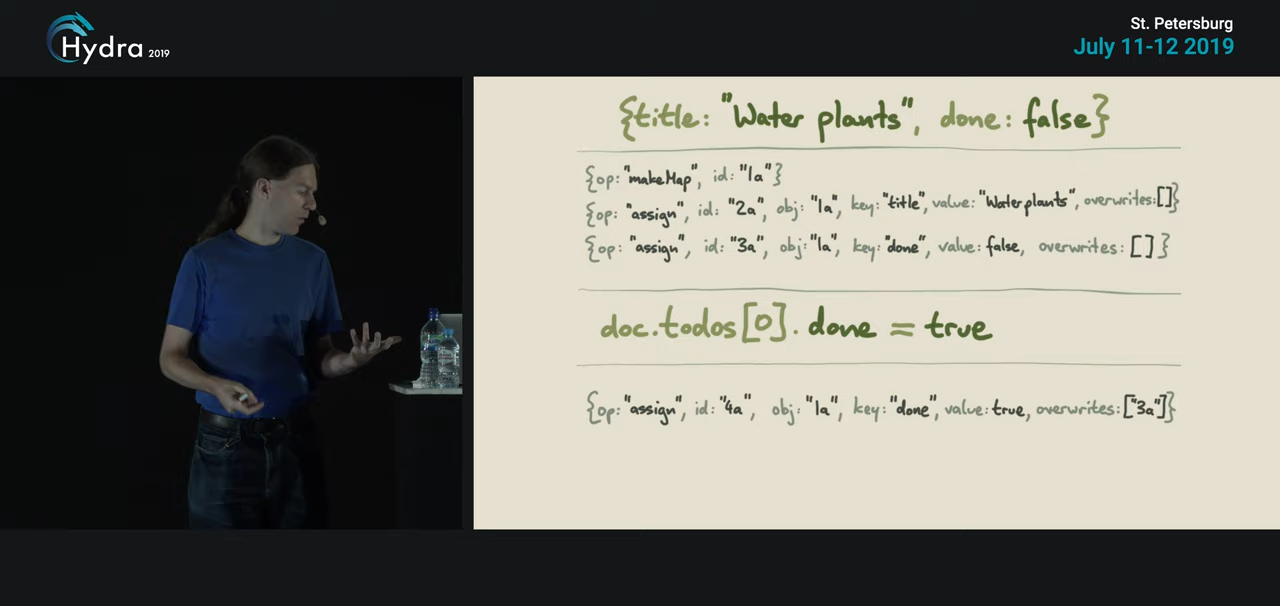 Hydra 2019
St. Petersburg
July 11-12 2019
{title: "Water plants", done: false}
{op: "makeMap", id: "1a"}
{op: "assign", id: "2a", obj: "1a", key: "title", value: "Water plants", overwrites: []}
{op: "assign", id: "3a", obj: "1a", key: "done", value: false, overwrites: []}
doc.todos[0].done = true
{op: "assign", id: "4a", obj: "1a", key: "done", value: true, overwrites: ["3a"]}